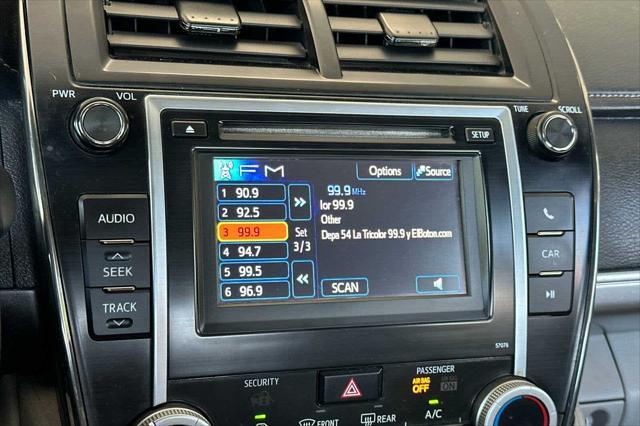 PWR VOL
TUNE SCROLL
SETUP
FM Options Source
1 90.9
2 92.5
3 99.9
4 94.7
5 99.5
6 96.9
Set
3/3
99.9 MHz
lor 99.9
Other
Depa 54 La Tricolor 99.9 y ElBoton.com
SCAN
AUDIO
SEEK
TRACK
CAR
57076
SECURITY
PASSENGER
AIR BAG
OFF
ON
FRONT
REAR
A/C